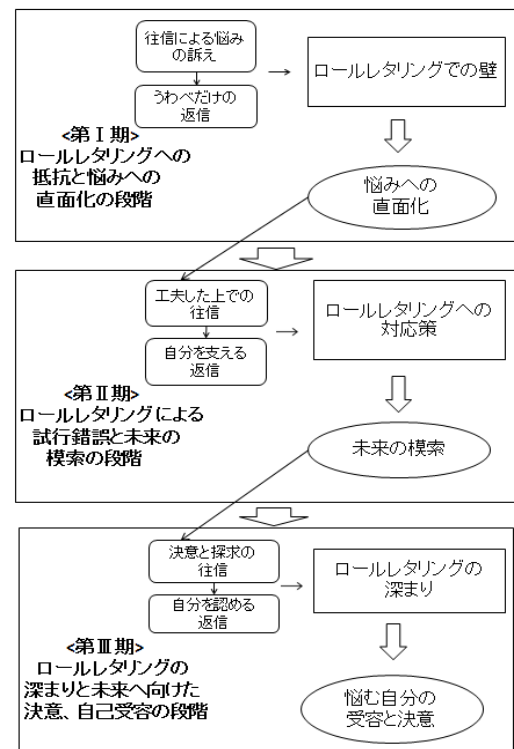 往信による悩み
の訴え
うわべだけの
返信
ロールレタリングでの壁
<第Ⅰ期>
ロールレタリングへの
抵抗と悩みへの
直面化の段階
悩みへの
直面化
工夫した上での
往信
自分を支える
返信
ロールレタリングへの
対応策
<第Ⅱ期>
ロールレタリングによる
試行錯誤と未来の
模索の段階
未来の模索
決意と探求の
往信
自分を認める
返信
ロールレタリングの
深まり
<第Ⅲ期>
ロールレタリングの
深まりと未来へ向けた
決意、自己受容の段階
悩む自分の
受容と決意